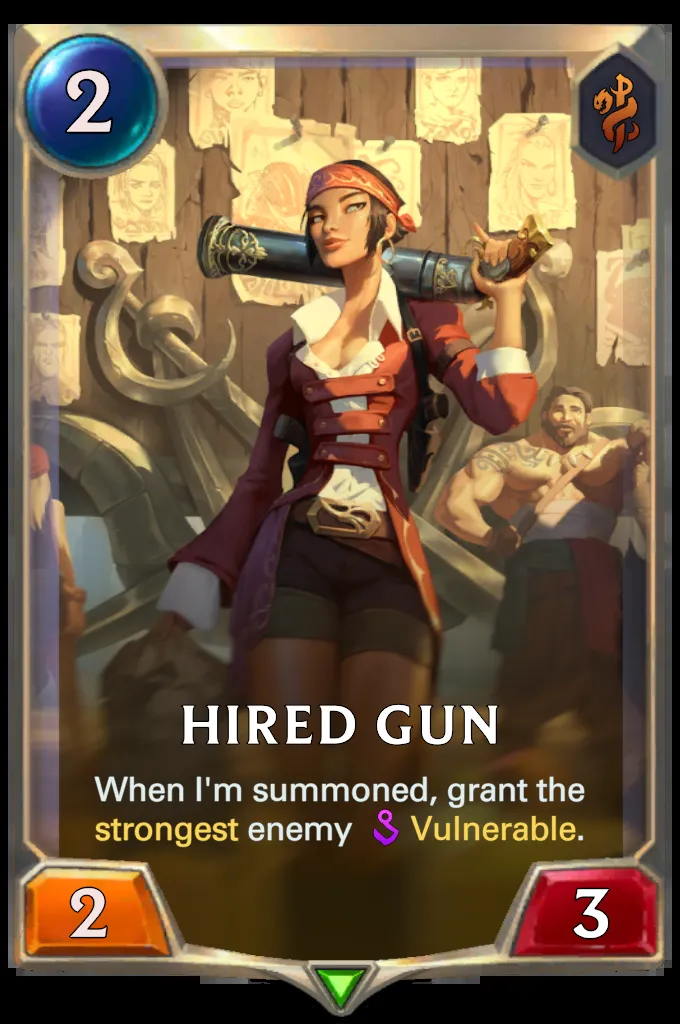 2
HIRED GUN
When I'm summoned, grant the
strongest enemy Vulnerable.
2
3